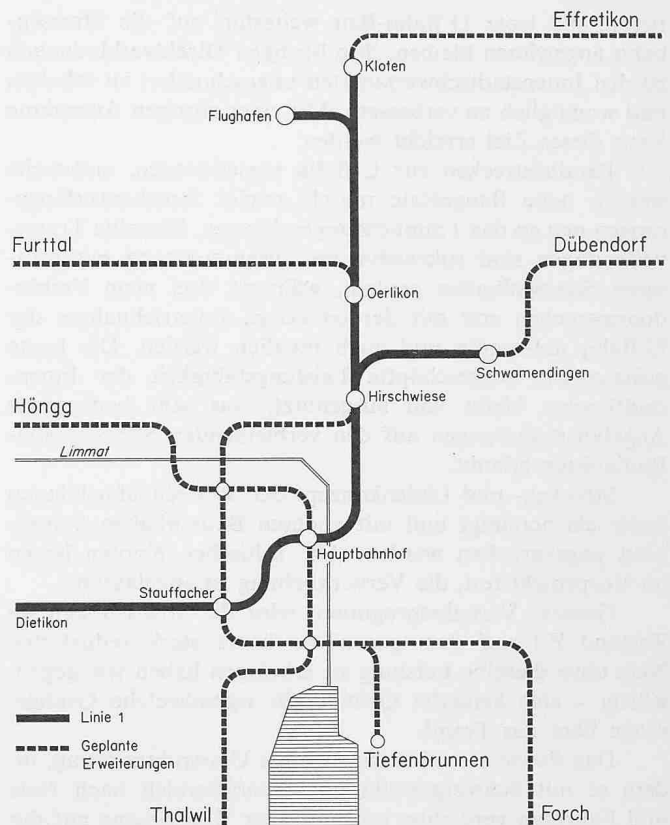 Effretikon
Kloten
Flughafen
Furttal
Dübendorf
Oerlikon
Schwamendingen
Hirschwiese
Höngg
Limmat
Hauptbahnhof
Stauffacher
Dietikon
Linie 1
Geplante
Erweiterungen
Tiefenbrunnen
Thalwil
Forch